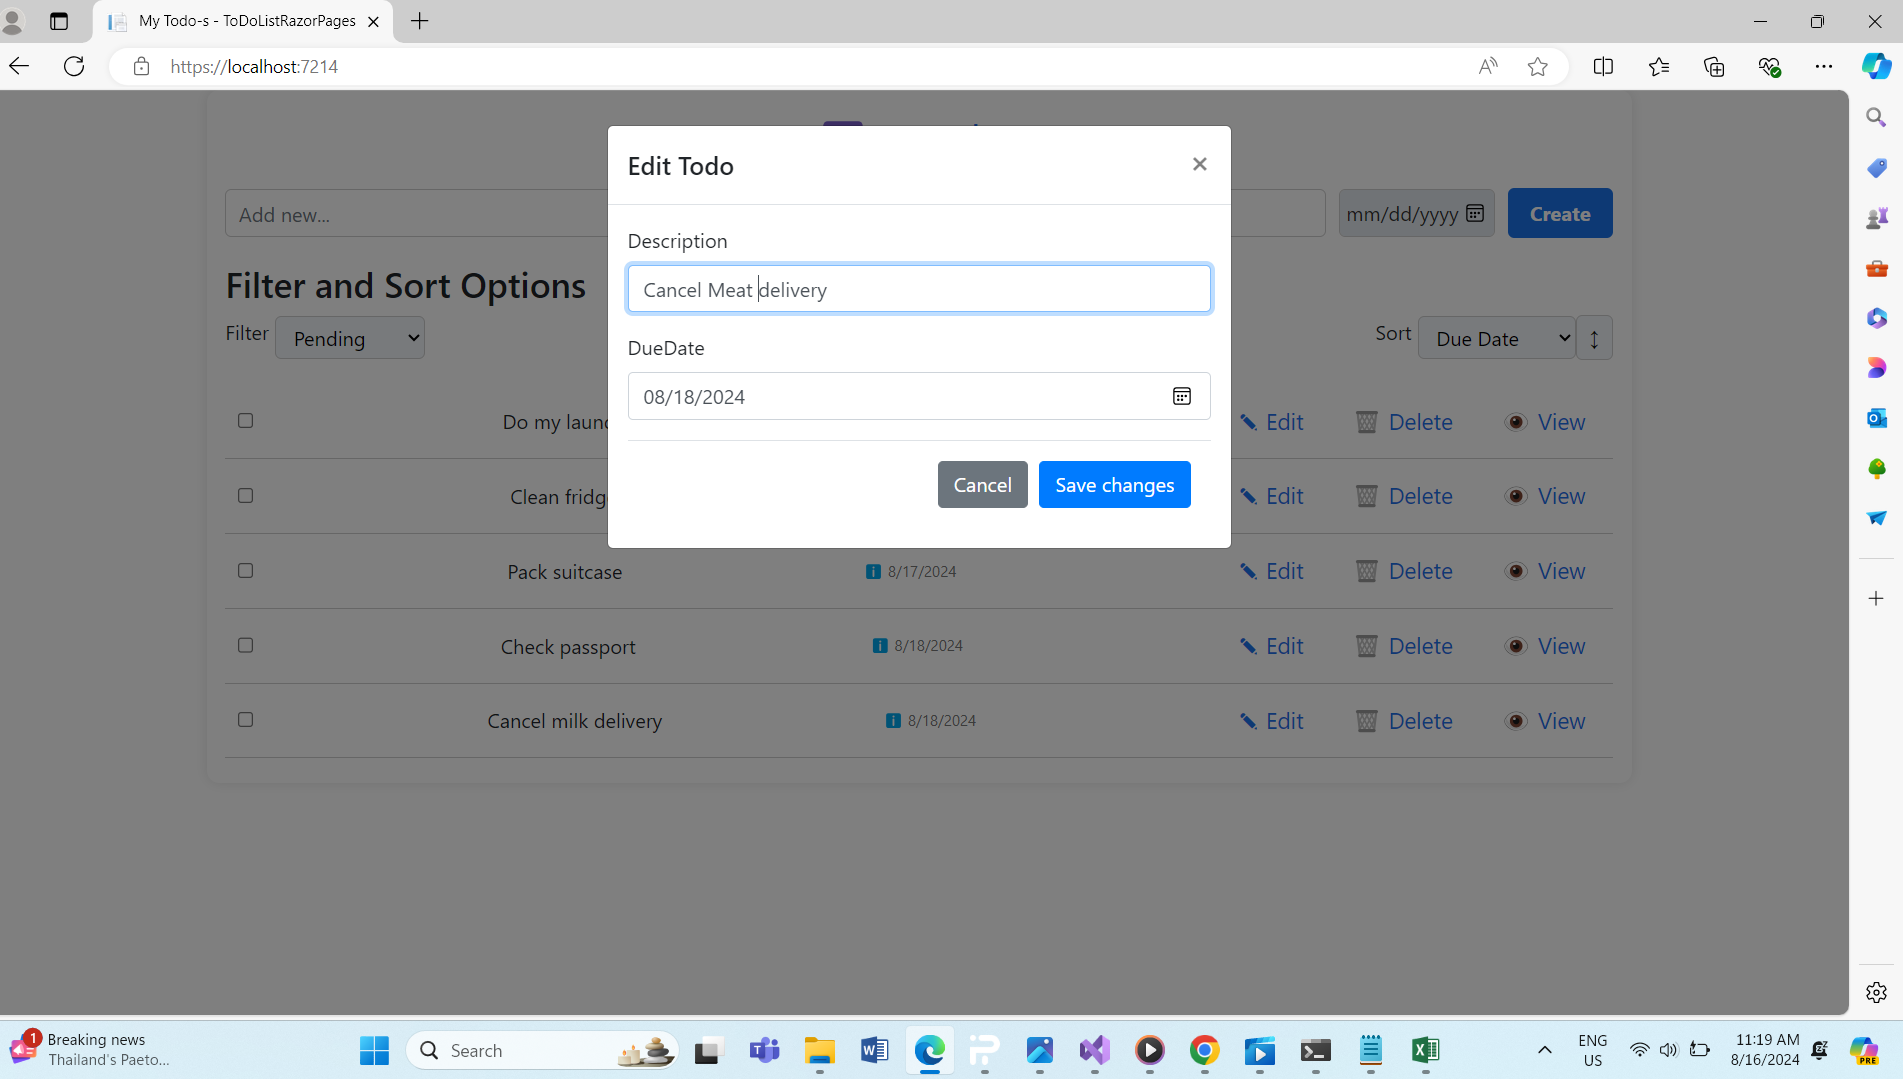 My Todo-s - ToDoListRazorPages
https://localhost:7214
Edit Todo
Add new...
mm/dd/yyyy
Create
Description
Cancel Meat delivery
Filter and Sort Options
Filter
Pending
Sort
Due Date
DueDate
08/18/2024
Do my laun
Edit
Delete
View
Cancel
Save changes
Clean fridg
Edit
Delete
View
Pack suitcase
8/17/2024
Edit
Delete
View
Check passport
8/18/2024
Edit
Delete
View
Cancel milk delivery
8/18/2024
Edit
Delete
View
1
Breaking news
Thailand's Paeto...
Search
ENG
US
11:19 AM
8/16/2024
PRE